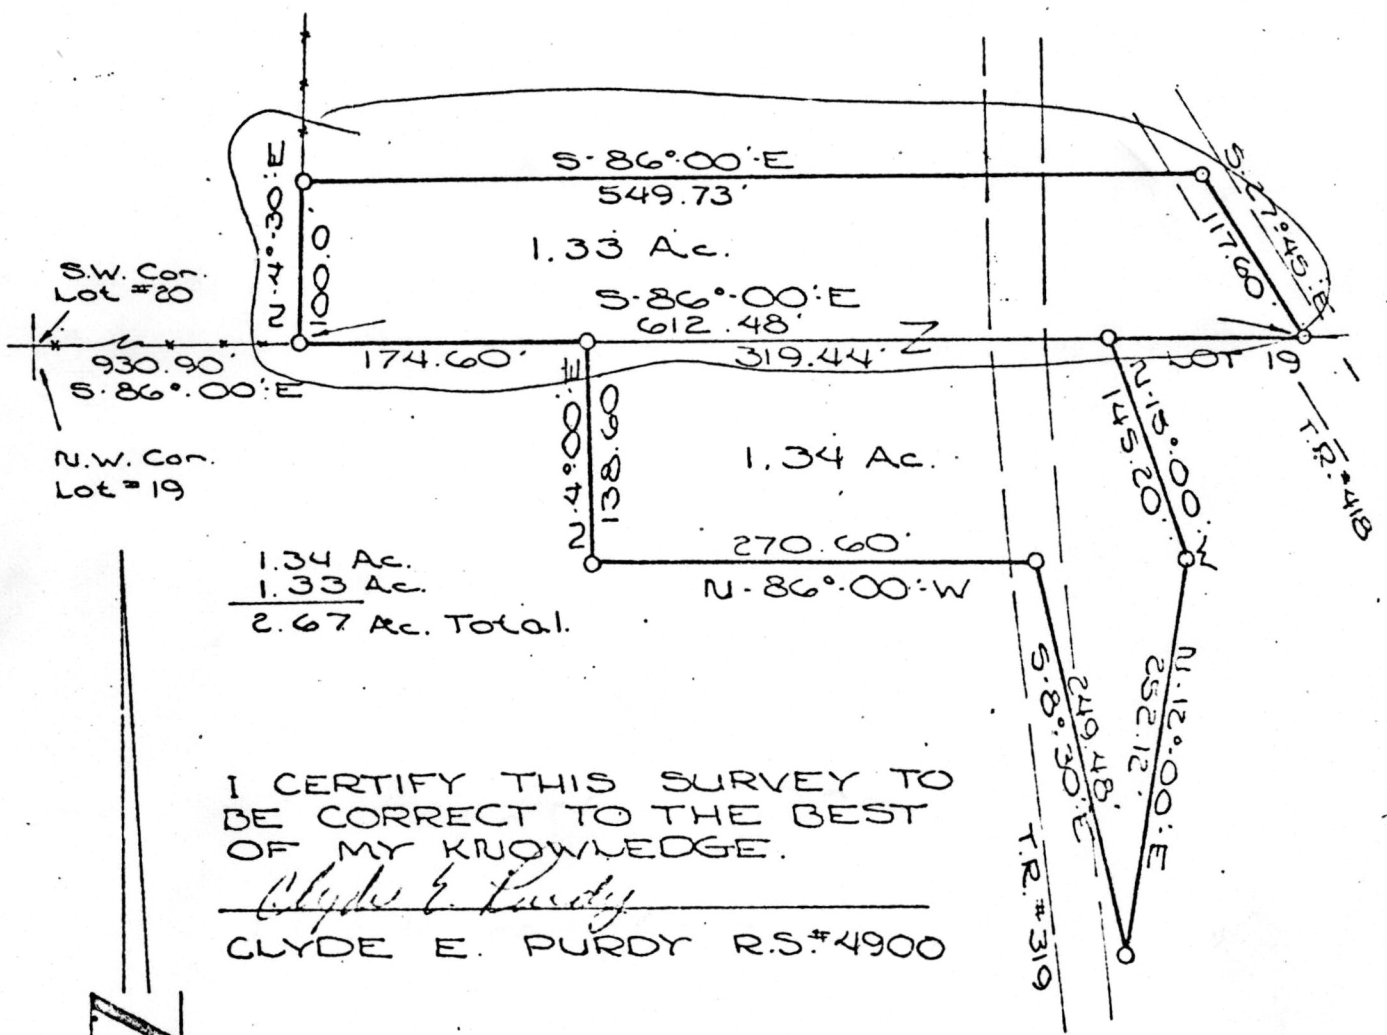 S-86°.00'.E
549.73'
N-4°.30'.E
100.0'
1.33 Ac.
S.27°45'.E
117.60'
S.W. Cor.
Lot #20
S-86°.00'.E
612.48'
930.90'
S.86°.00'.E
174.60'
319.44'
LOT 19
N.W. Cor.
Lot #19
N.4°00'.E
138.60
1.34 Ac.
145.20'
T.R. #418
270.60'
N-86°.00'.W
1.34 Ac.
1.33 Ac.
2.67 Ac. Total.
S.8°.30'.E
249.48'
N.12°.00'.E
252.12'
T.R. #319
I CERTIFY THIS SURVEY TO
BE CORRECT TO THE BEST
OF MY KNOWLEDGE.
Clyde E. Purdy
CLYDE E. PURDY R.S.#4900